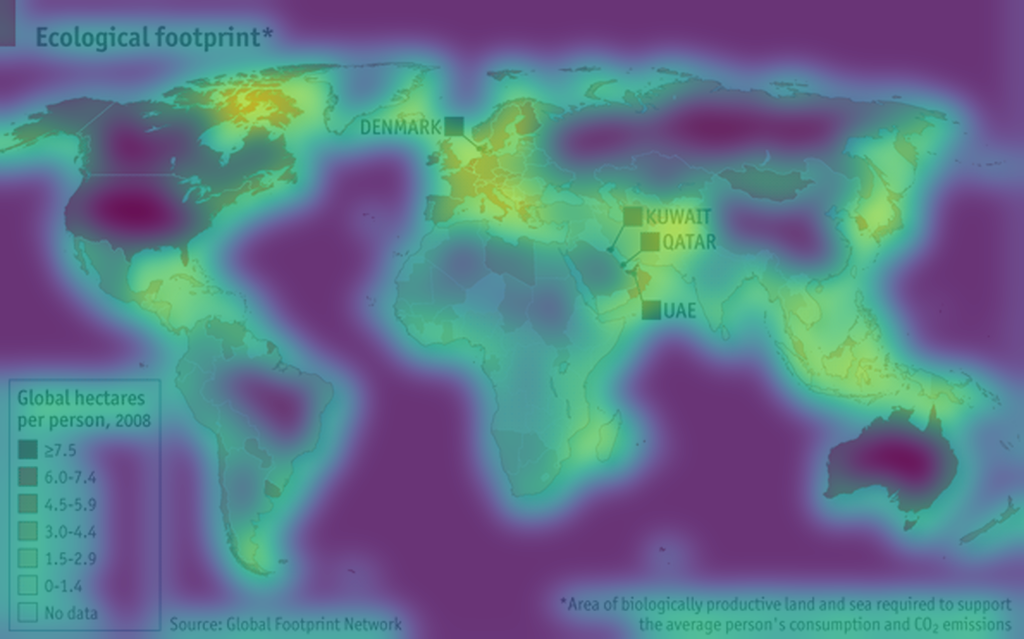 Ecological footprint*
DENMARK
KUWAIT
QATAR
UAE
Global hectares
per person, 2008
≥7.5
6.0-7.4
4.5-5.9
3.0-4.4
1.5-2.9
0-1.4
No data
Source: Global Footprint Network
*Area of biologically productive land and sea required to support
the average person's consumption and CO₂ emissions